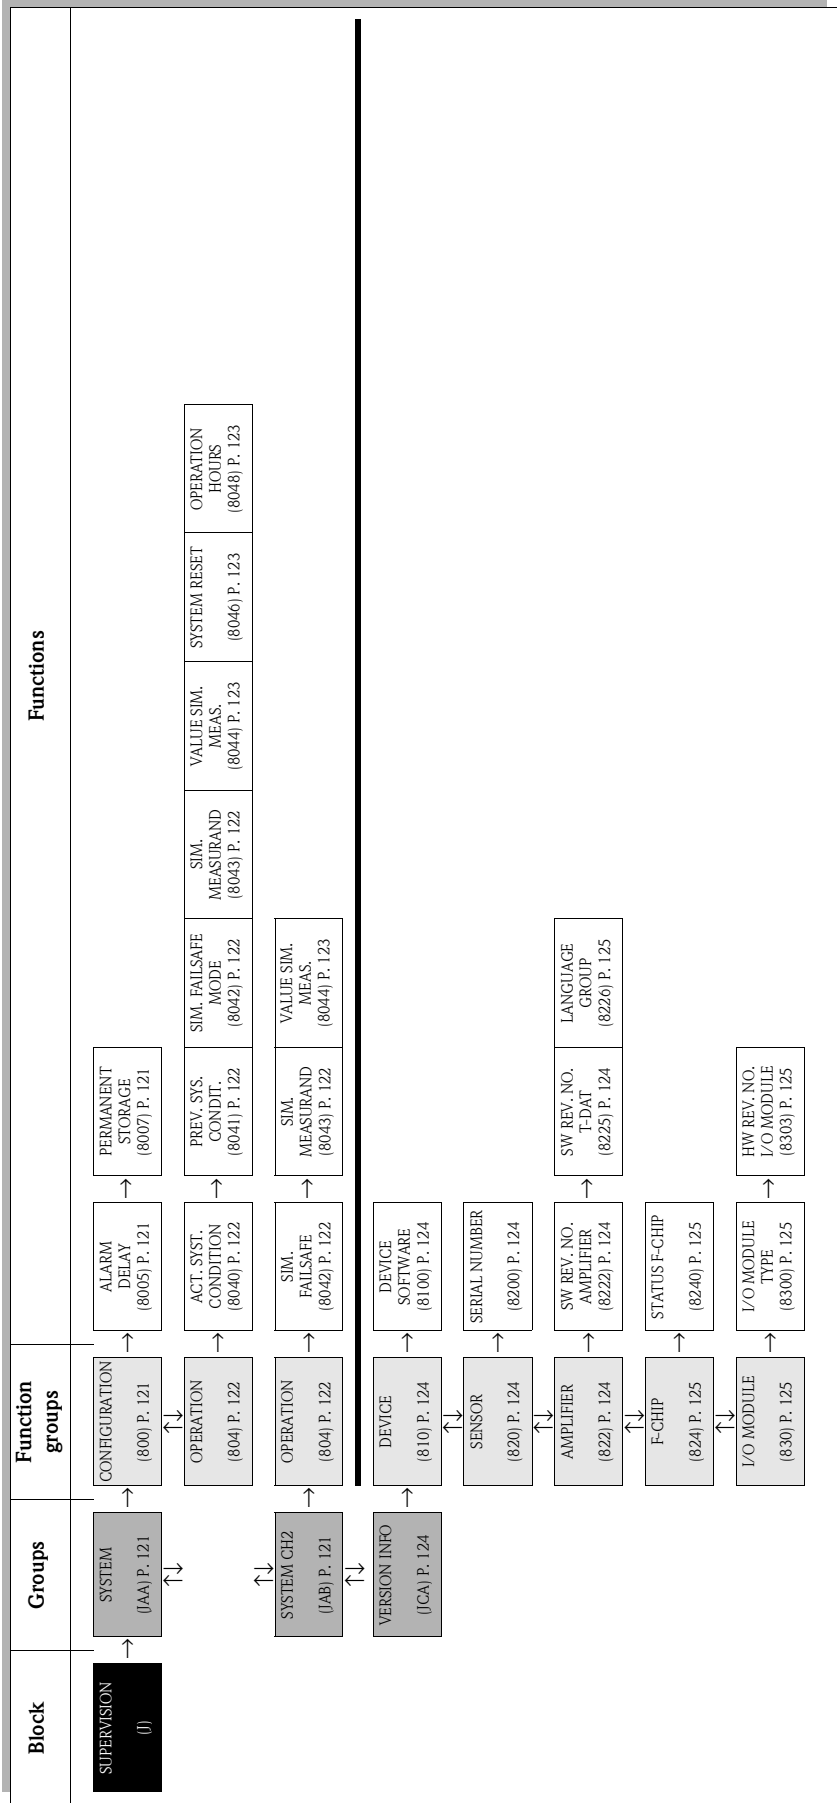 Block
Groups
Function
groups
Functions
SUPERVISION
(J)
SYSTEM
(JAA) P. 121
CONFIGURATION
(800) P. 121
ALARM
DELAY
(8005) P. 121
PERMANENT
STORAGE
(8007) P. 121
OPERATION
(804) P. 122
ACT. SYST.
CONDITION
(8040) P. 122
PREV. SYS.
CONDIT.
(8041) P. 122
SIM. FAILSAFE
MODE
(8042) P. 122
SIM.
MEASURAND
(8043) P. 122
VALUE SIM.
MEAS.
(8044) P. 123
SYSTEM RESET
(8046) P. 123
OPERATION
HOURS
(8048) P. 123
SYSTEM CH2
(JAB) P. 121
OPERATION
(804) P. 122
SIM.
FAILSAFE
(8042) P. 122
SIM.
MEASURAND
(8043) P. 122
VALUE SIM.
MEAS.
(8044) P. 123
VERSION INFO
(JCA) P. 124
DEVICE
(810) P. 124
DEVICE
SOFTWARE
(8100) P. 124
SENSOR
(820) P. 124
SERIAL NUMBER
(8200) P. 124
AMPLIFIER
(822) P. 124
SW REV. NO.
AMPLIFIER
(8222) P. 124
SW REV. NO.
T-DAT
(8225) P. 124
LANGUAGE
GROUP
(8226) P. 125
F-CHIP
(824) P. 125
STATUS F-CHIP
(8240) P. 125
I/O MODULE
(830) P. 125
I/O MODULE
TYPE
(8300) P. 125
HW REV. NO.
I/O MODULE
(8303) P. 125